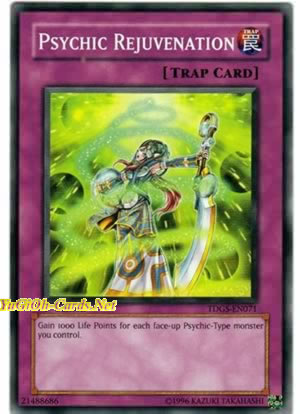 PSYCHIC REJUVENATION
TRAP
罠
[TRAP CARD]
YuGiOh-Cards.Net
TDGS-EN071
Gain 1000 Life Points for each face-up Psychic-Type monster
you control.
21488686
©1996 KAZUKI TAKAHASHI